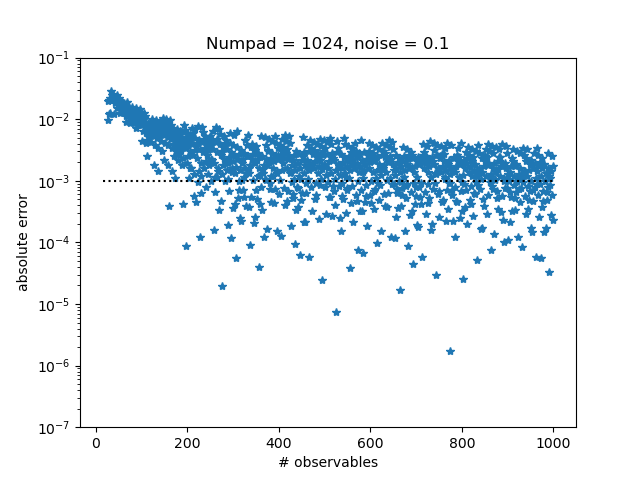 Numpad = 1024, noise = 0.1
10⁻¹
10⁻²
10⁻³
10⁻⁴
10⁻⁵
10⁻⁶
10⁻⁷
absolute error
0 200 400 600 800 1000
# observables